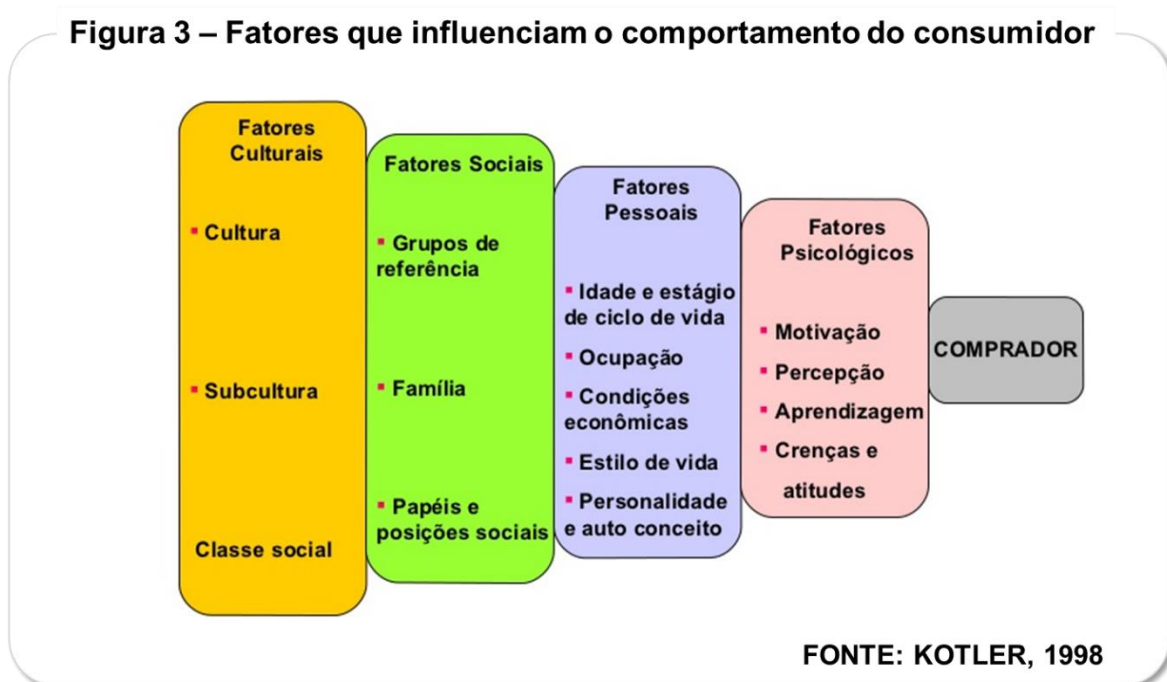 Figura 3 – Fatores que influenciam o comportamento do consumidor
Fatores
Culturais
▪ Cultura
▪ Subcultura
Classe social
Fatores Sociais
▪ Grupos de
referência
▪ Família
▪ Papéis e
posições sociais
Fatores
Pessoais
▪ Idade e estágio
de ciclo de vida
▪ Ocupação
▪ Condições
econômicas
▪ Estilo de vida
▪ Personalidade
e auto conceito
Fatores
Psicológicos
▪ Motivação
▪ Percepção
▪ Aprendizagem
▪ Crenças e
atitudes
COMPRADOR
FONTE: KOTLER, 1998